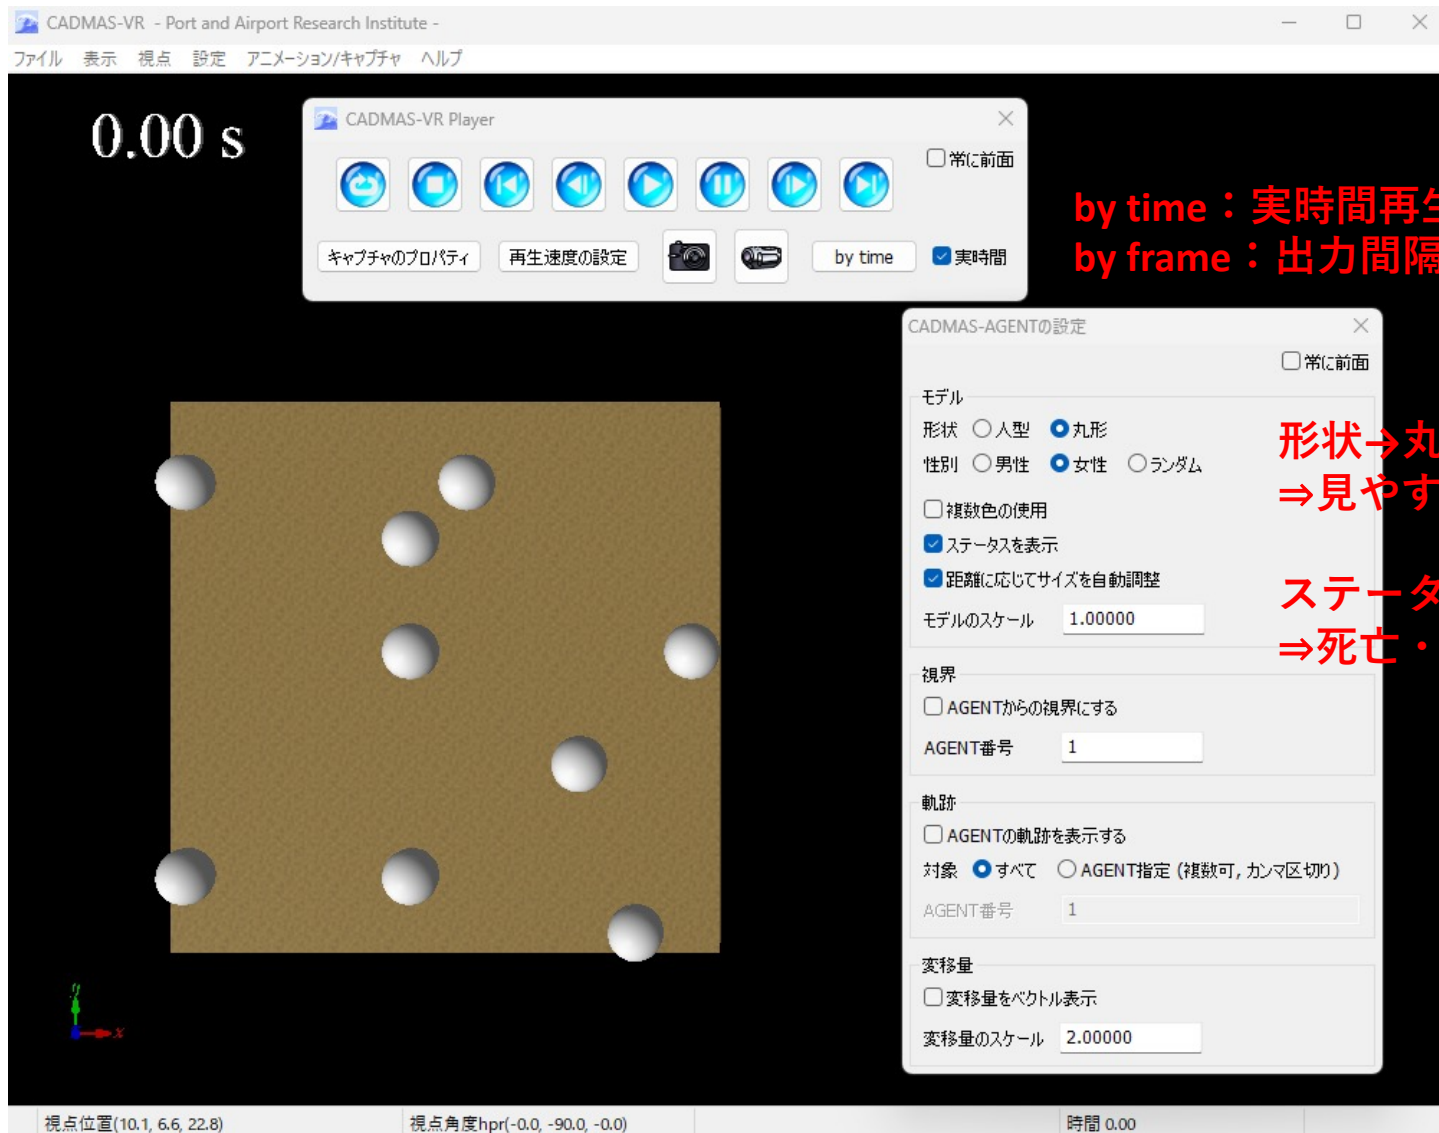 CADMAS-VR - Port and Airport Research Institute -
ファイル 表示 視点 設定 アニメーション/キャプチャ ヘルプ
0.00 s
CADMAS-VR Player
常に前面
キャプチャのプロパティ 再生速度の設定 by time 実時間
by time：実時間再生
by frame：出力間隔
CADMAS-AGENTの設定
常に前面
モデル
形状 人型 丸形
性別 男性 女性 ランダム
形状→丸
⇒見やす
複数色の使用
ステータスを表示
距離に応じてサイズを自動調整
モデルのスケール 1.00000
ステータ
⇒死亡・
視界
AGENTからの視界にする
AGENT番号 1
軌跡
AGENTの軌跡を表示する
対象 すべて AGENT指定 (複数可, カンマ区切り)
AGENT番号 1
変移量
変移量をベクトル表示
変移量のスケール 2.00000
y
x
視点位置(10.1, 6.6, 22.8) 視点角度hpr(-0.0, -90.0, -0.0) 時間 0.00